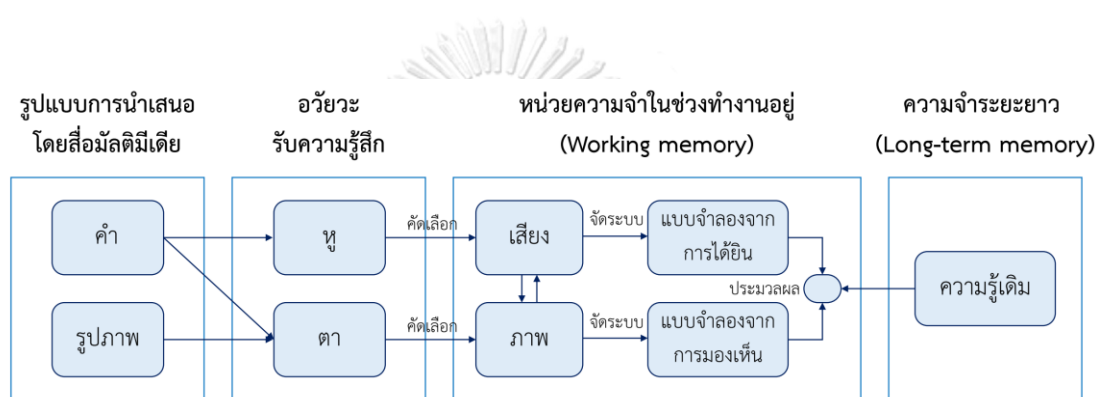 รูปแบบการนำเสนอ
โดยสื่อมัลติมีเดีย
อวัยวะ
รับความรู้สึก
หน่วยความจำในช่วงทำงานอยู่
(Working memory)
ความจำระยะยาว
(Long-term memory)
คำ
หู
คัดเลือก
เสียง
จัดระบบ
แบบจำลองจาก
การได้ยิน
ประมวลผล
ความรู้เดิม
รูปภาพ
ตา
คัดเลือก
ภาพ
จัดระบบ
แบบจำลองจาก
การมองเห็น